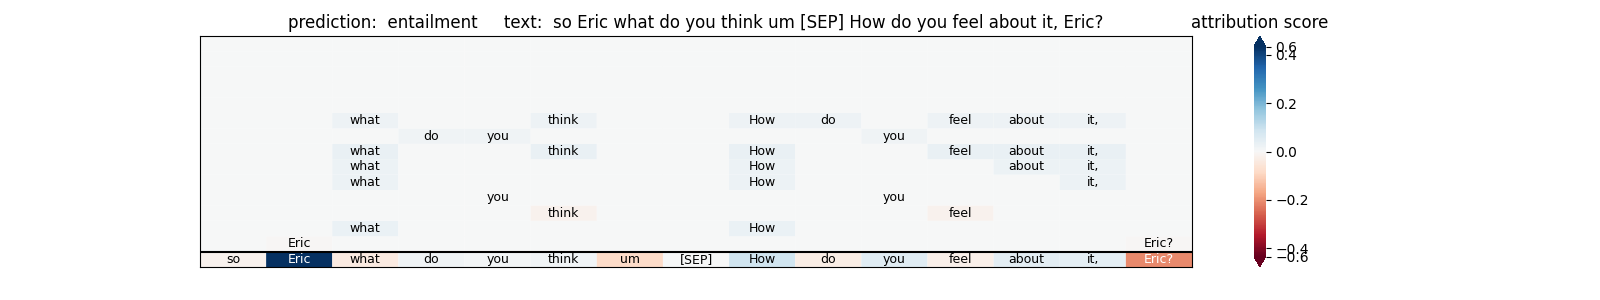 prediction: entailment text: so Eric what do you think um [SEP] How do you feel about it, Eric? attribution score
what think How do feel about it,
do you you
what think How feel about it,
what How about it,
what How it,
you you
think feel
what How
Eric Eric?
so Eric what do you think um [SEP] How do you feel about it, Eric?
0.6
0.4
0.2
0.0
−0.2
−0.4
−0.6